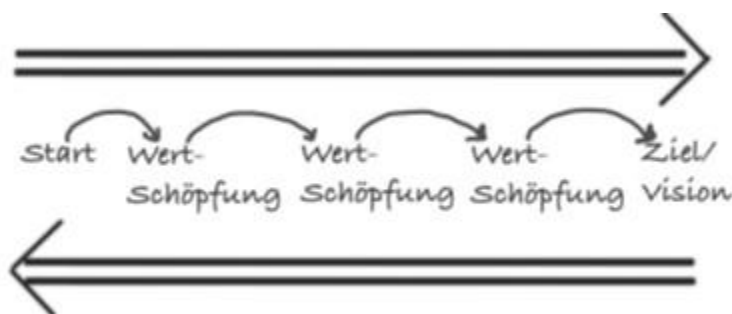 Start Wert- Wert- Wert- Ziel/
Schöpfung Schöpfung Schöpfung Vision